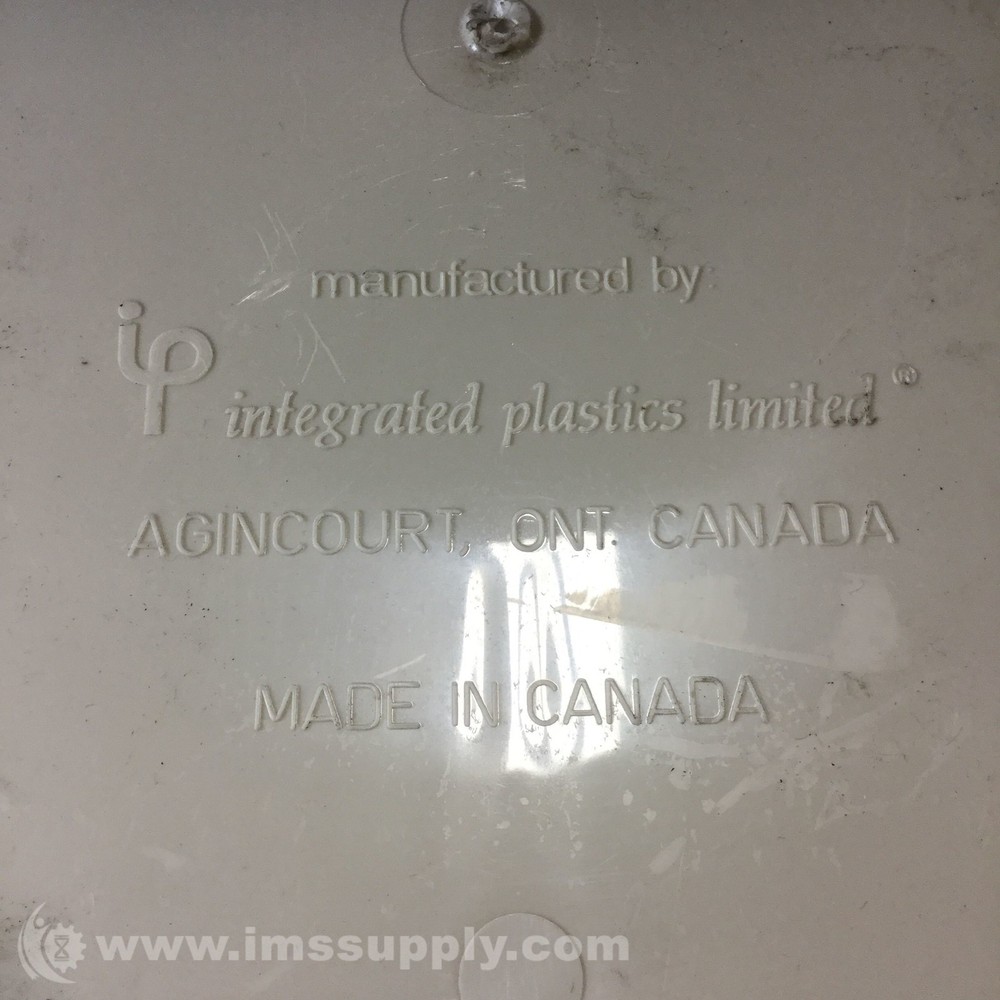 manufactured by:
ip
integrated plastics limited ®
AGINCOURT, ONT. CANADA
MADE IN CANADA
www.imssupply.com